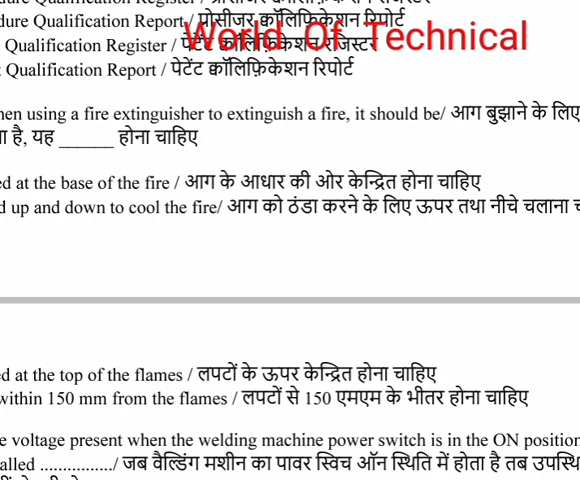 dure Qualification Report / प्रोसीजर क्वॉलिफ़िकेशन रिपोर्ट
World Of Technical
Qualification Register / पेटेंट क्वॉलिफ़िकेशन रजिस्टर
Qualification Report / पेटेंट क्वॉलिफ़िकेशन रिपोर्ट
hen using a fire extinguisher to extinguish a fire, it should be/ आग बुझाने के लिए
ा है, यह ______ होना चाहिए
ed at the base of the fire / आग के आधार की ओर केन्द्रित होना चाहिए
d up and down to cool the fire/ आग को ठंडा करने के लिए ऊपर तथा नीचे चलाना च
ed at the top of the flames / लपटों के ऊपर केन्द्रित होना चाहिए
within 150 mm from the flames / लपटों से 150 एमएम के भीतर होना चाहिए
e voltage present when the welding machine power switch is in the ON position
alled ................/ जब वैल्डिंग मशीन का पावर स्विच ऑन स्थिति में होता है तब उपस्थि